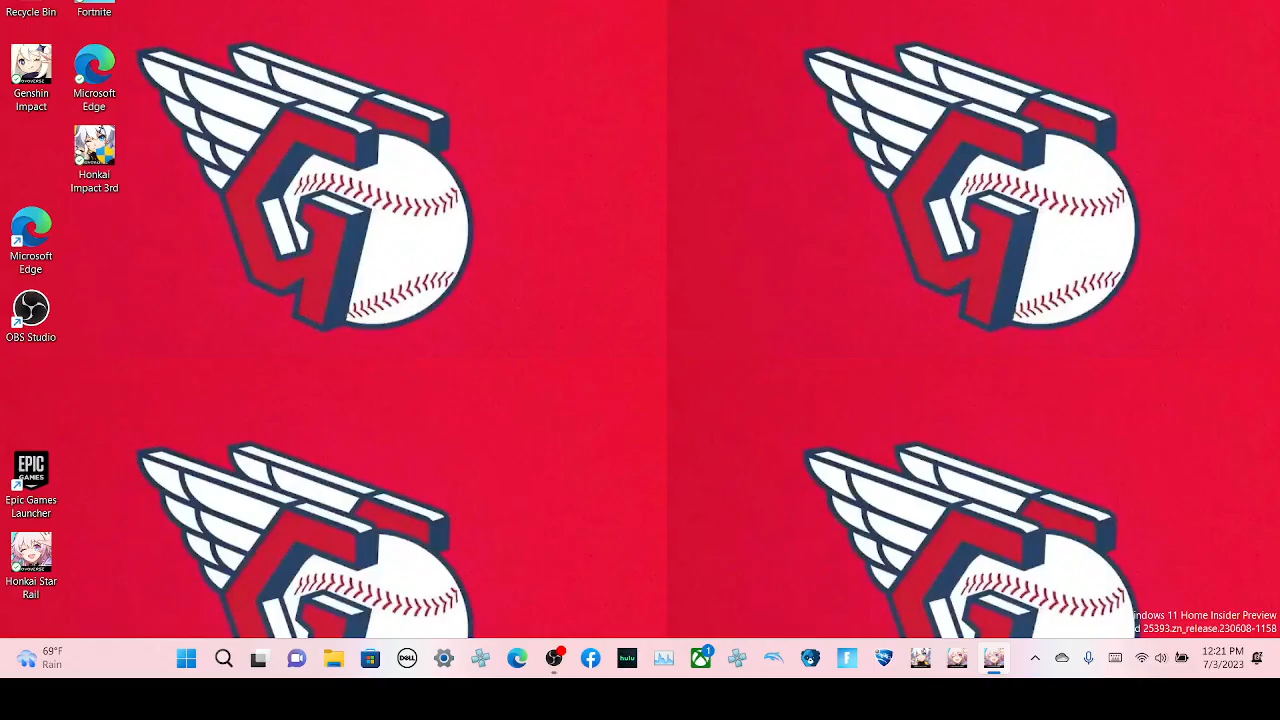 Recycle Bin
Fortnite
Genshin
Impact
Microsoft
Edge
Honkai
Impact 3rd
Microsoft
Edge
OBS Studio
EPIC
GAMES
Epic Games
Launcher
Honkai Star
Rail
indows 11 Home Insider Preview
d 25393.zn_release.230608-1158
69°F
Rain
DELL
hulu
1
F
12:21 PM
7/3/2023